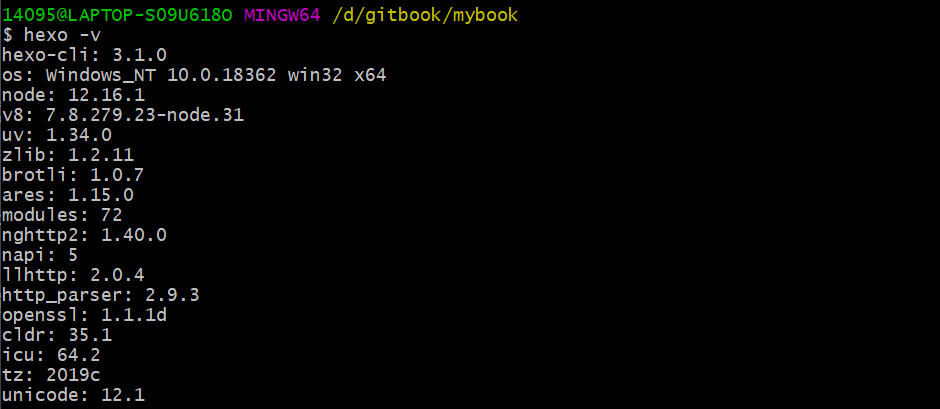 14095@LAPTOP-S09U618O MINGW64 /d/gitbook/mybook
$ hexo -v
hexo-cli: 3.1.0
os: Windows_NT 10.0.18362 win32 x64
node: 12.16.1
v8: 7.8.279.23-node.31
uv: 1.34.0
zlib: 1.2.11
brotli: 1.0.7
ares: 1.15.0
modules: 72
nghttp2: 1.40.0
napi: 5
llhttp: 2.0.4
http_parser: 2.9.3
openssl: 1.1.1d
cldr: 35.1
icu: 64.2
tz: 2019c
unicode: 12.1